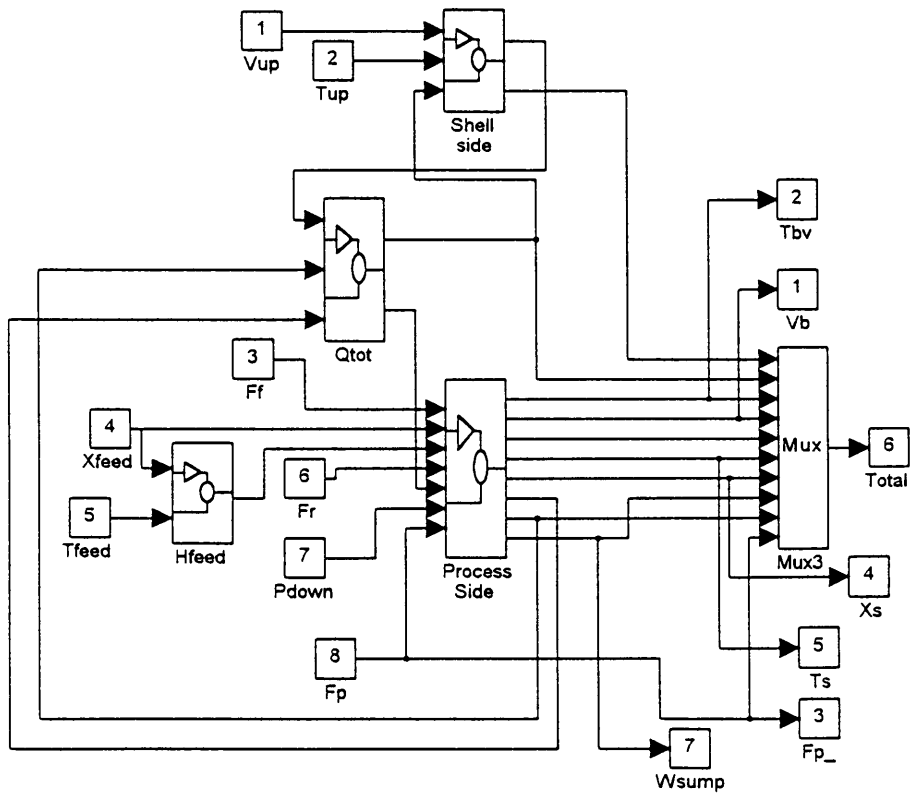 1
Vup
2
Tup
Shell
side
2
Tbv
1
Vb
Qtot
3
Ff
4
Xfeed
6
Fr
Mux
6
Total
5
Tfeed
Hfeed
7
Pdown
Process
Side
Mux3
4
Xs
8
Fp
5
Ts
3
Fp_
7
Wsump